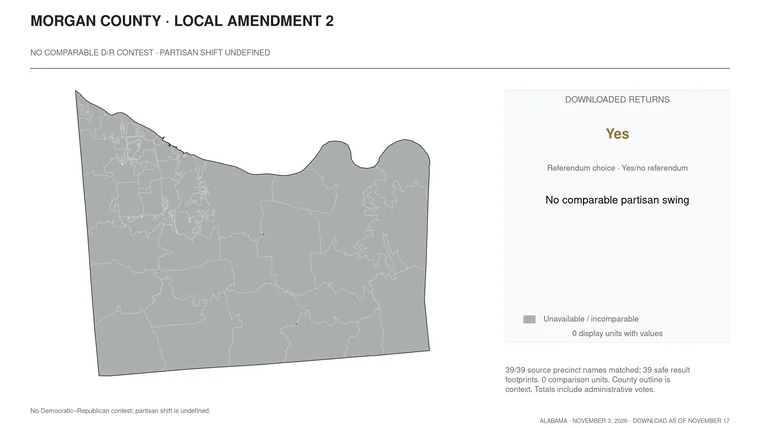 MORGAN COUNTY · LOCAL AMENDMENT 2
NO COMPARABLE D/R CONTEST · PARTISAN SHIFT UNDEFINED
DOWNLOADED RETURNS
Yes
Referendum choice · Yes/no referendum
No comparable partisan swing
Unavailable / incomparable
0 display units with values
39/39 source precinct names matched; 39 safe result
footprints. 0 comparison units. County outline is
context. Totals include administrative votes.
No Democratic–Republican contest; partisan shift is undefined.
ALABAMA · NOVEMBER 3, 2026 · DOWNLOAD AS OF NOVEMBER 17